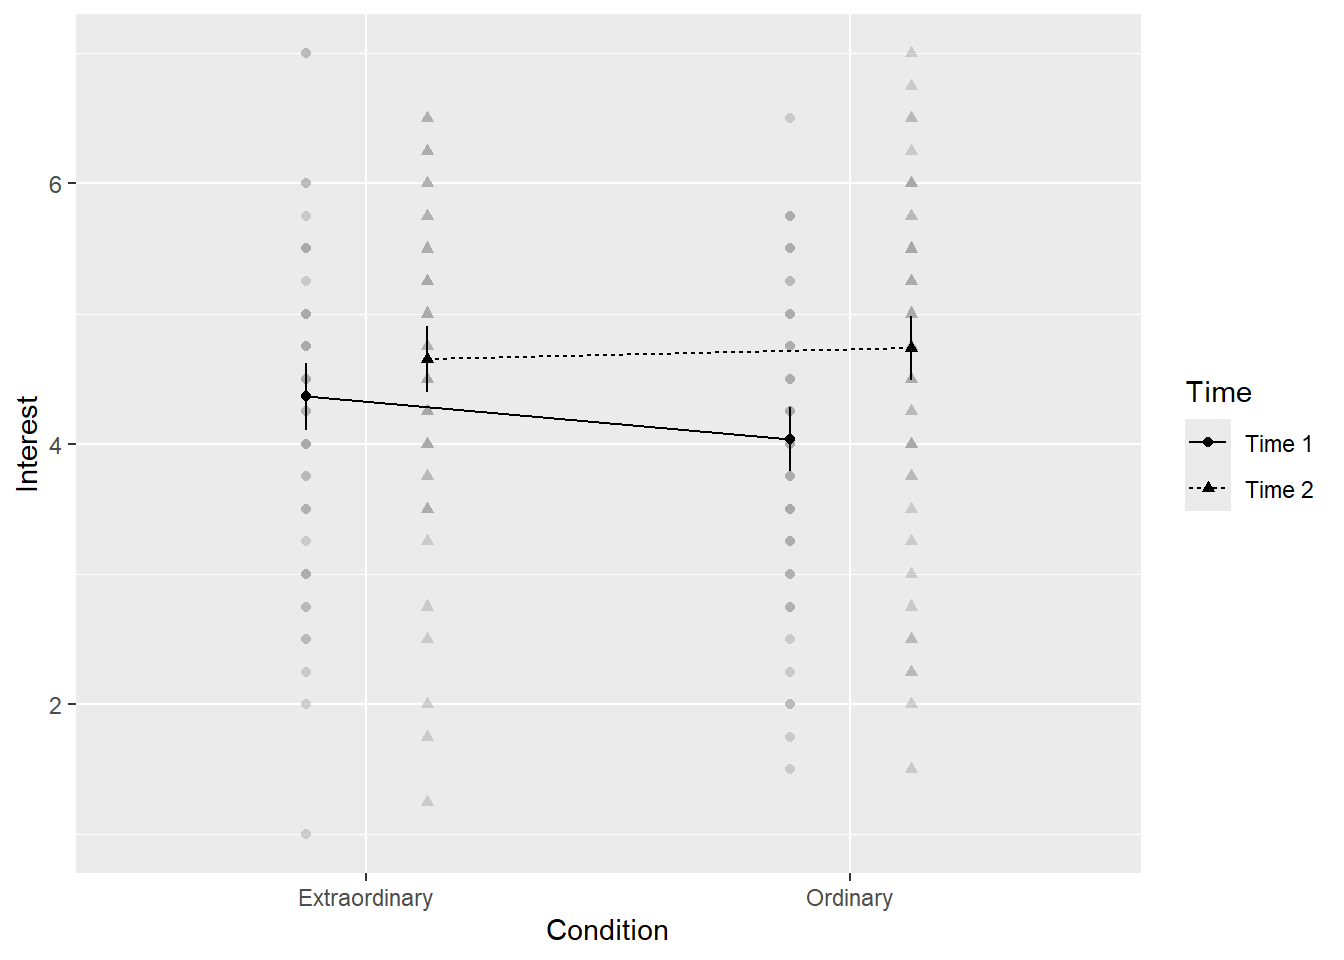 6
4
2
Interest
Extraordinary
Ordinary
Condition
Time
Time 1
Time 2